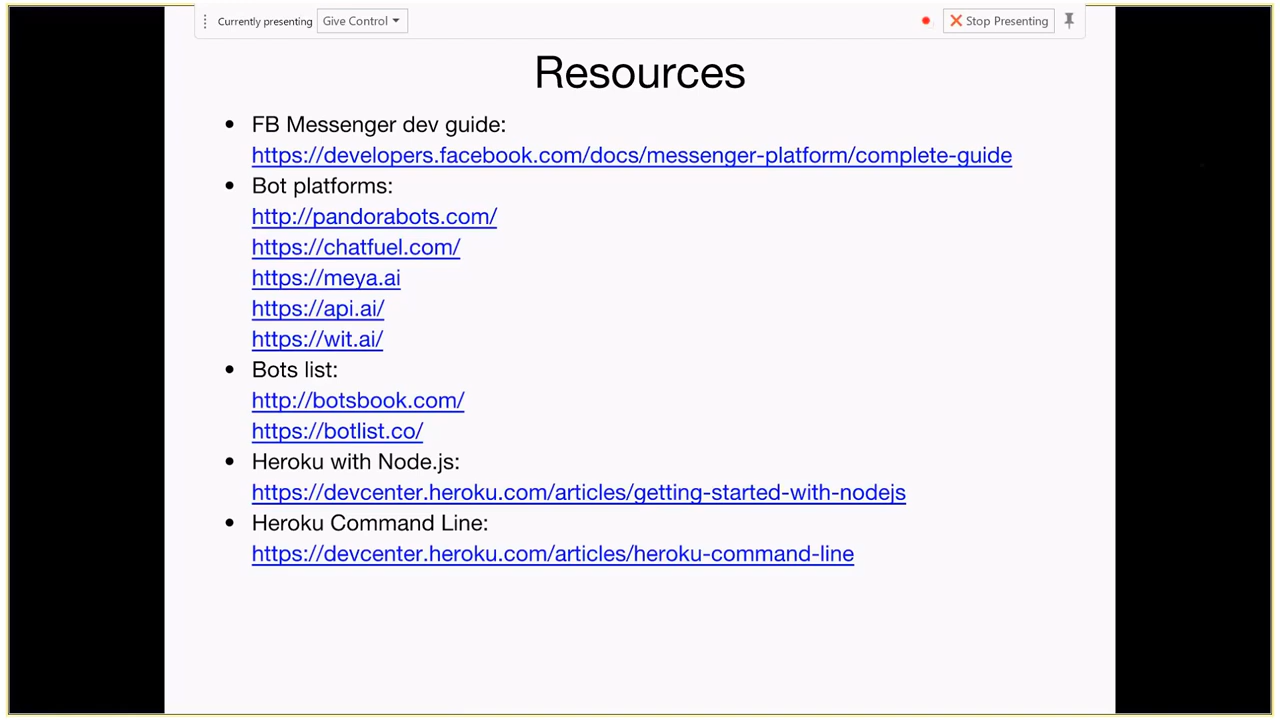 Currently presenting Give Control Stop Presenting
Resources
• FB Messenger dev guide:
https://developers.facebook.com/docs/messenger-platform/complete-guide
• Bot platforms:
http://pandorabots.com/
https://chatfuel.com/
https://meya.ai
https://api.ai/
https://wit.ai/
• Bots list:
http://botsbook.com/
https://botlist.co/
• Heroku with Node.js:
https://devcenter.heroku.com/articles/getting-started-with-nodejs
• Heroku Command Line:
https://devcenter.heroku.com/articles/heroku-command-line